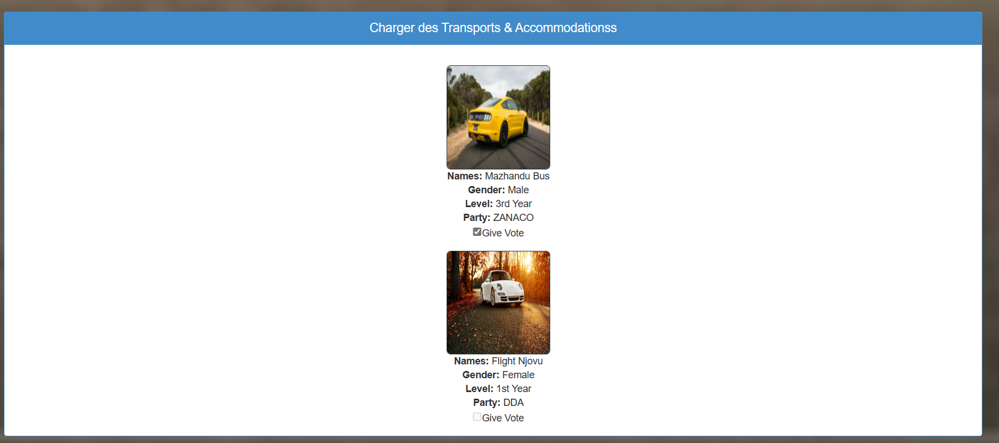 Charger des Transports & Accommodationss
Names: Mazhandu Bus
Gender: Male
Level: 3rd Year
Party: ZANACO
Give Vote
Names: Flight Njovu
Gender: Female
Level: 1st Year
Party: DDA
Give Vote